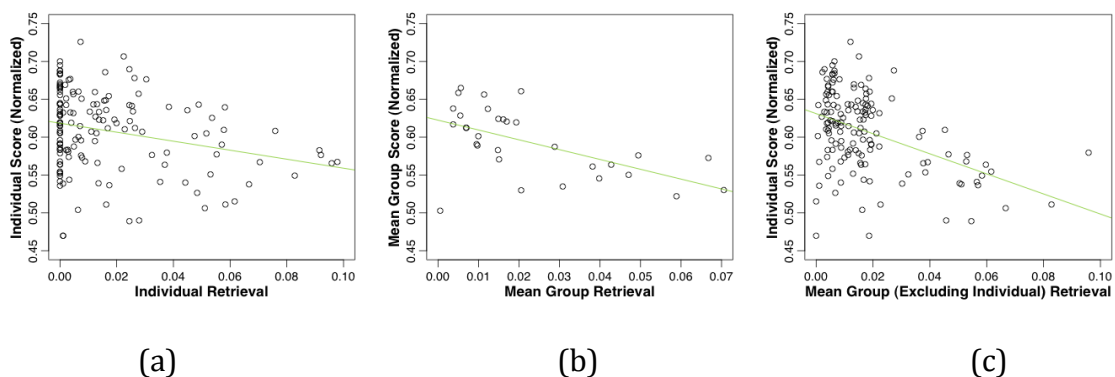 Individual Score (Normalized)
0.45 0.50 0.55 0.60 0.65 0.70 0.75
0.00 0.02 0.04 0.06 0.08 0.10
Individual Retrieval
(a)
Mean Group Score (Normalized)
0.45 0.50 0.55 0.60 0.65 0.70 0.75
0.00 0.01 0.02 0.03 0.04 0.05 0.06 0.07
Mean Group Retrieval
(b)
Individual Score (Normalized)
0.45 0.50 0.55 0.60 0.65 0.70 0.75
0.00 0.02 0.04 0.06 0.08 0.10
Mean Group (Excluding Individual) Retrieval
(c)